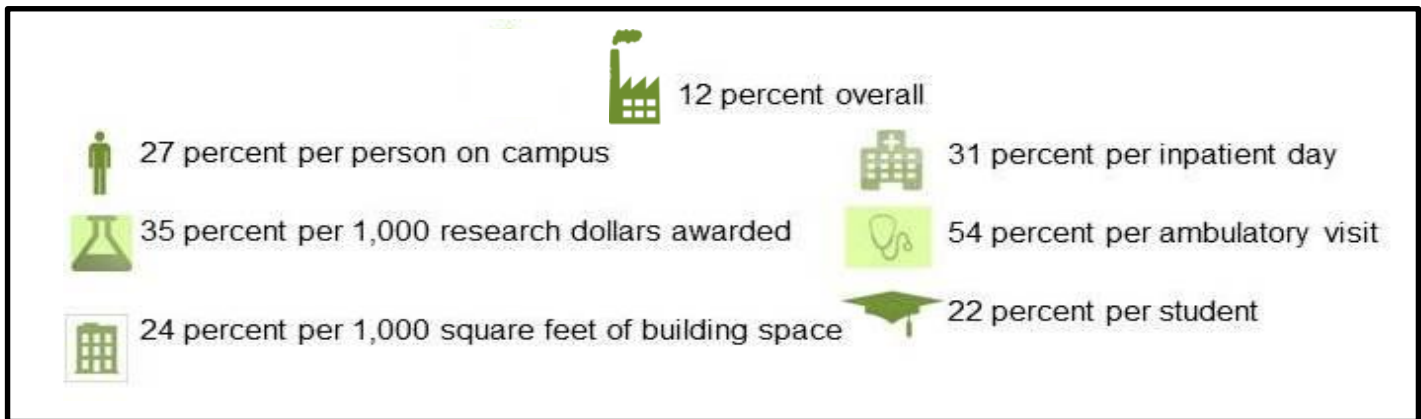 12 percent overall
27 percent per person on campus
31 percent per inpatient day
35 percent per 1,000 research dollars awarded
54 percent per ambulatory visit
24 percent per 1,000 square feet of building space
22 percent per student